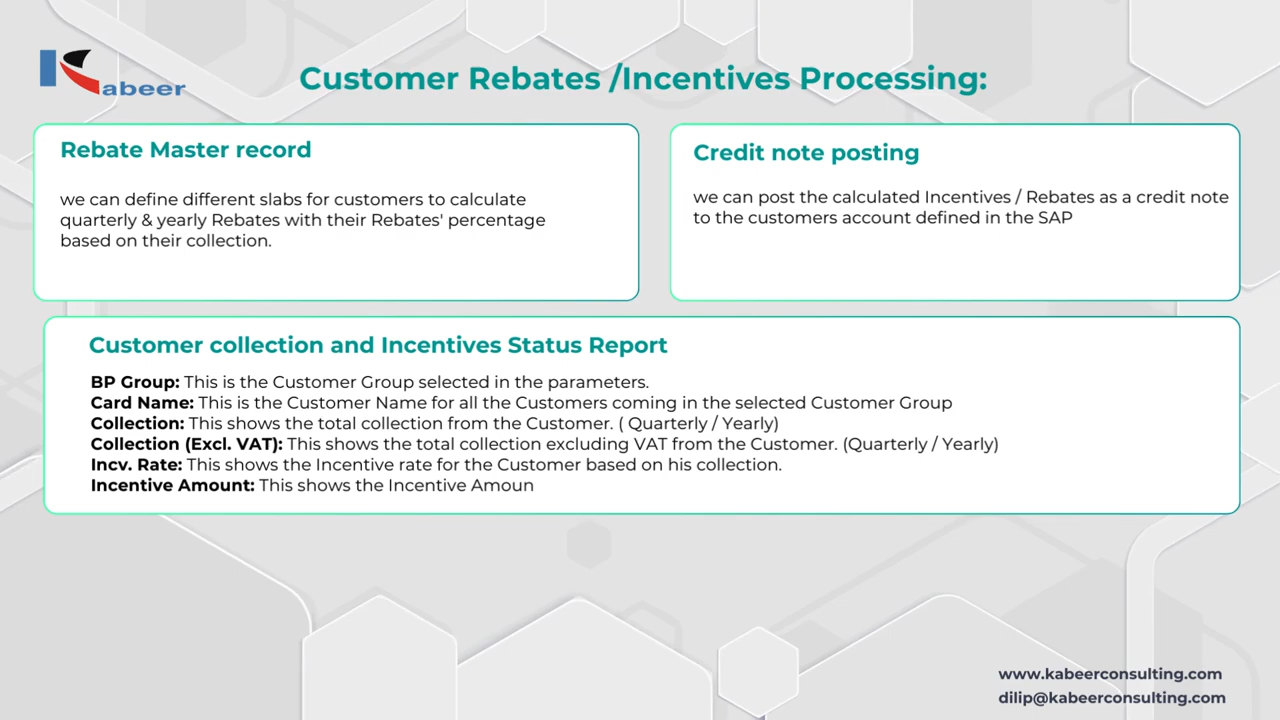 Kabeer
Customer Rebates /Incentives Processing:
Rebate Master record
we can define different slabs for customers to calculate
quarterly & yearly Rebates with their Rebates' percentage
based on their collection.
Credit note posting
we can post the calculated Incentives / Rebates as a credit note
to the customers account defined in the SAP
Customer collection and Incentives Status Report
BP Group: This is the Customer Group selected in the parameters.
Card Name: This is the Customer Name for all the Customers coming in the selected Customer Group
Collection: This shows the total collection from the Customer. ( Quarterly / Yearly)
Collection (Excl. VAT): This shows the total collection excluding VAT from the Customer. (Quarterly / Yearly)
Incv. Rate: This shows the Incentive rate for the Customer based on his collection.
Incentive Amount: This shows the Incentive Amoun
www.kabeerconsulting.com
dilip@kabeerconsulting.com